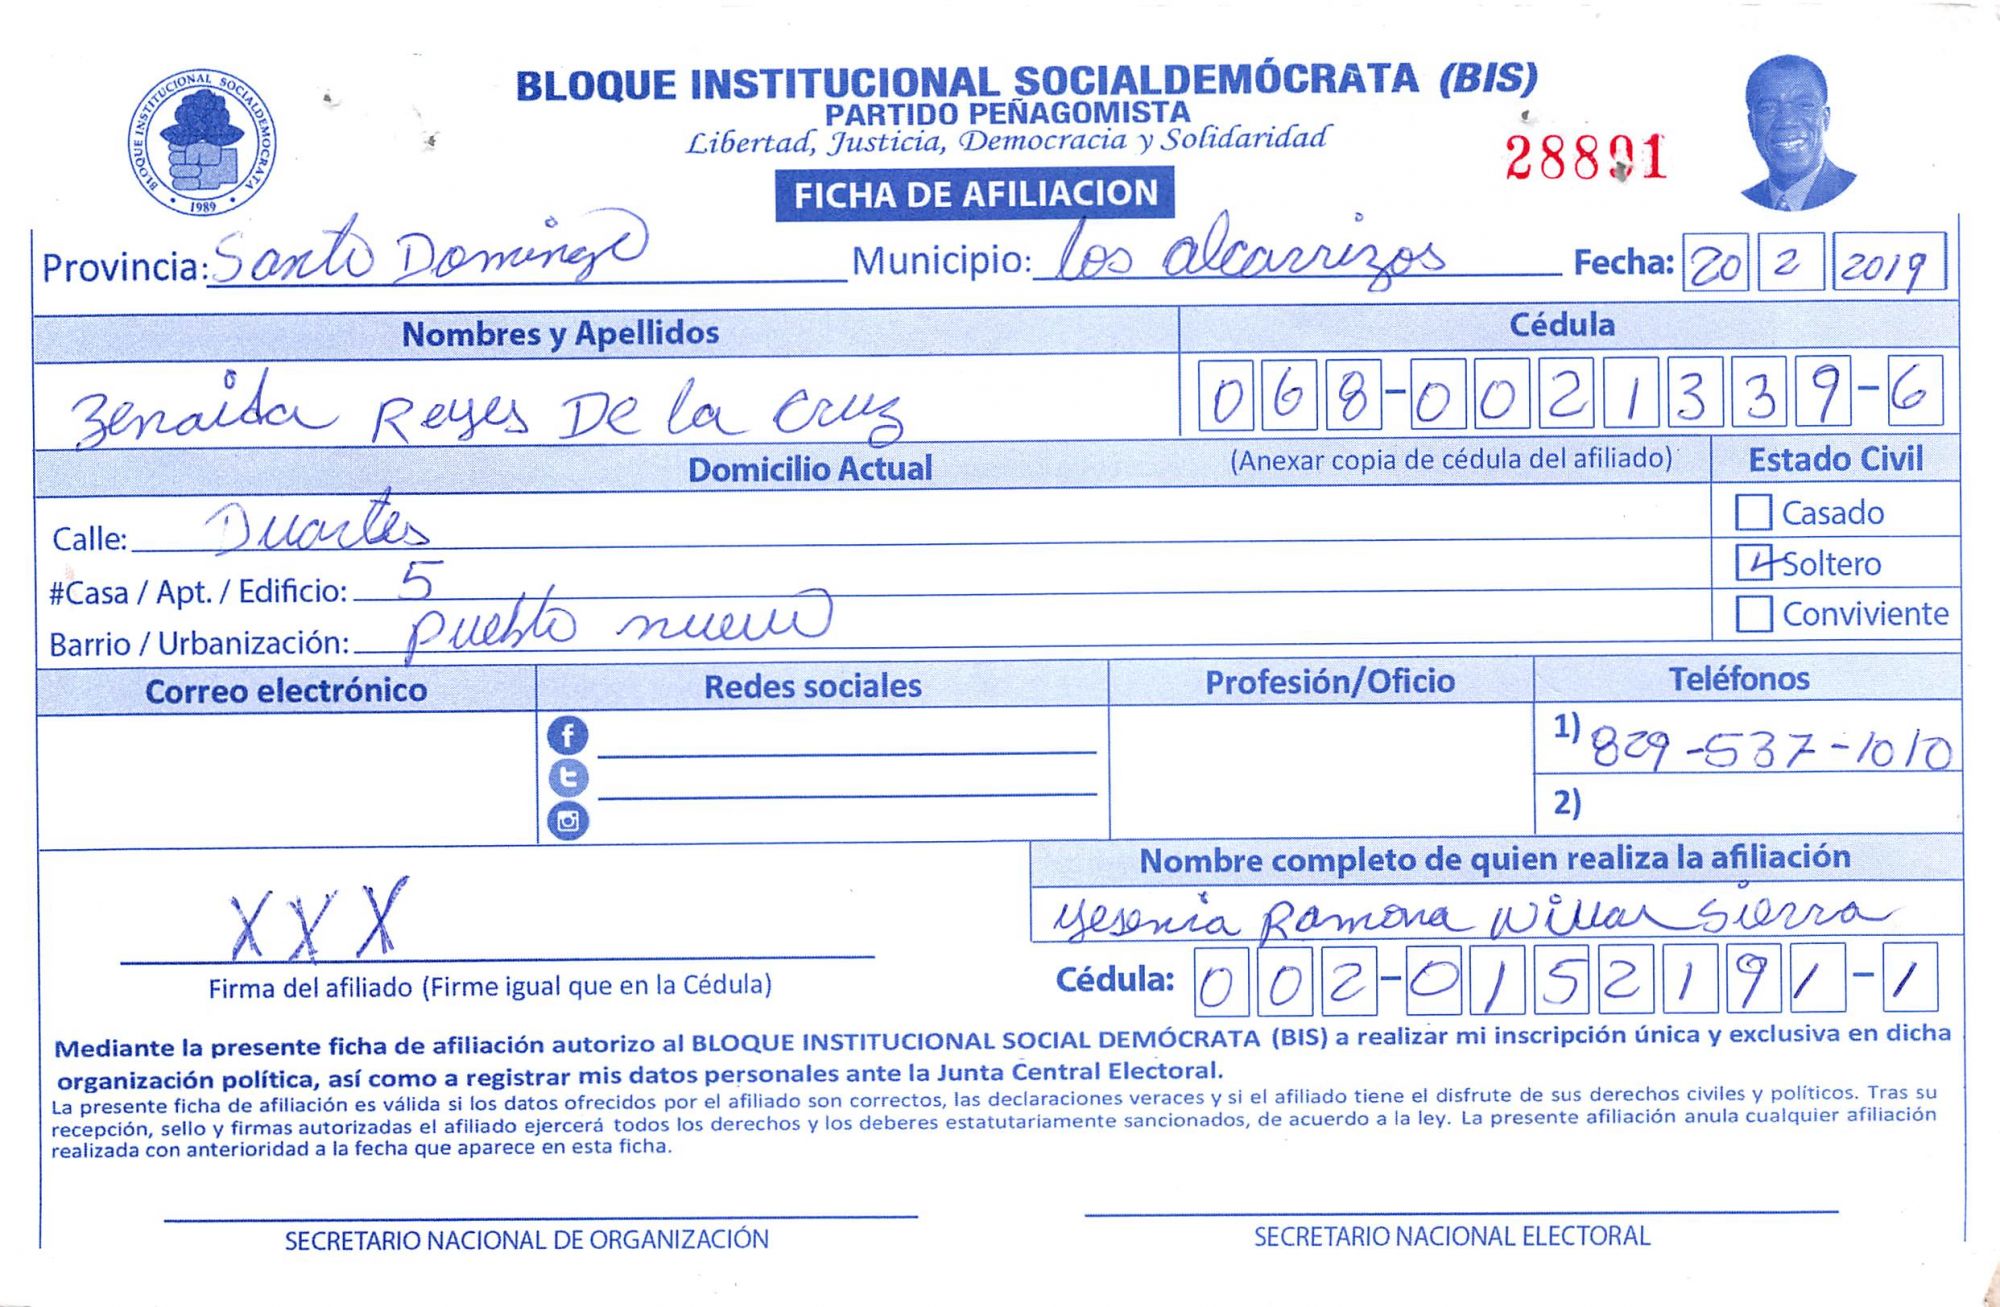 BLOQUE INSTITUCIONAL SOCIALDEMOCRATA
1989
BLOQUE INSTITUCIONAL SOCIALDEMÓCRATA (BIS)
PARTIDO PEÑAGOMISTA
Libertad, Justicia, Democracia y Solidaridad
28891
FICHA DE AFILIACION
Provincia: Santo Domingo Municipio: los alcarrizos Fecha: 20 2 2019
Nombres y Apellidos Cédula
Zenaida Reyes De la Cruz 068-0021339-6
Domicilio Actual (Anexar copia de cédula del afiliado) Estado Civil
Calle: Duartes Casado
#Casa / Apt. / Edificio: 5 Soltero
Barrio / Urbanización: pueblo nuevo Conviviente
Correo electrónico Redes sociales Profesión/Oficio Teléfonos
1) 829-537-1010
2)
Nombre completo de quien realiza la afiliación
XXX Yesenia Ramona Willar Sierra
Firma del afiliado (Firme igual que en la Cédula) Cédula: 002-0152191-1
Mediante la presente ficha de afiliación autorizo al BLOQUE INSTITUCIONAL SOCIAL DEMÓCRATA (BIS) a realizar mi inscripción única y exclusiva en dicha
organización política, así como a registrar mis datos personales ante la Junta Central Electoral.
La presente ficha de afiliación es válida si los datos ofrecidos por el afiliado son correctos, las declaraciones veraces y si el afiliado tiene el disfrute de sus derechos civiles y políticos. Tras su
recepción, sello y firmas autorizadas el afiliado ejercerá todos los derechos y los deberes estatutariamente sancionados, de acuerdo a la ley. La presente afiliación anula cualquier afiliación
realizada con anterioridad a la fecha que aparece en esta ficha.
SECRETARIO NACIONAL DE ORGANIZACIÓN SECRETARIO NACIONAL ELECTORAL